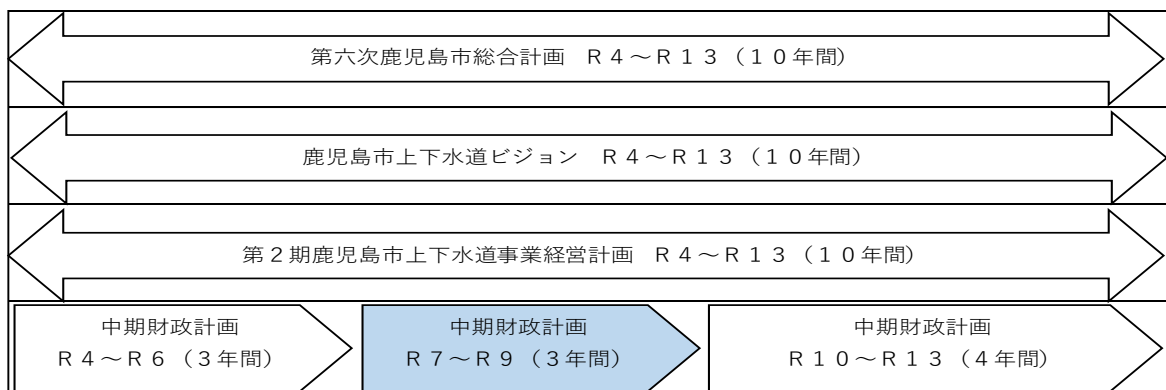 第六次鹿児島市総合計画　Ｒ４～Ｒ１３（１０年間）
鹿児島市上下水道ビジョン　Ｒ４～Ｒ１３（１０年間）
第２期鹿児島市上下水道事業経営計画　Ｒ４～Ｒ１３（１０年間）
中期財政計画
Ｒ４～Ｒ６（３年間）
中期財政計画
Ｒ７～Ｒ９（３年間）
中期財政計画
Ｒ１０～Ｒ１３（４年間）